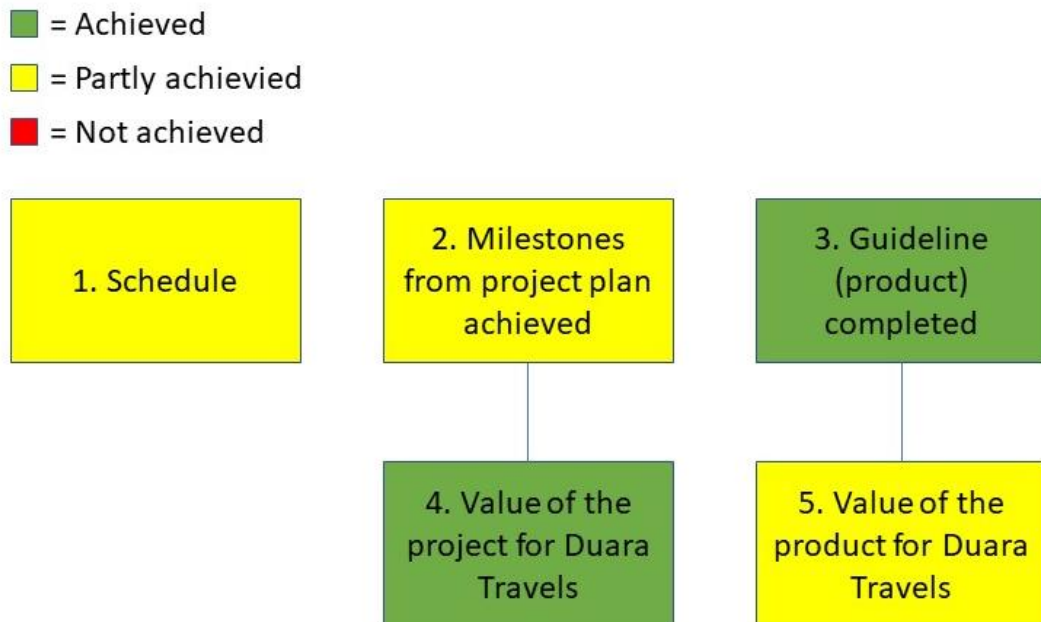 = Achieved
= Partly achievied
= Not achieved
1. Schedule
2. Milestones
from project plan
achieved
3. Guideline
(product)
completed
4. Value of the
project for Duara
Travels
5. Value of the
product for Duara
Travels